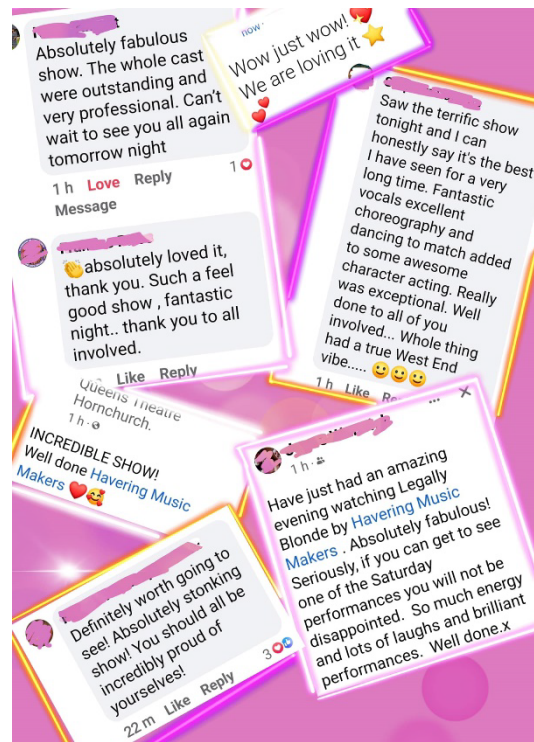 Absolutely fabulous
show. The whole cast
were outstanding and
very professional. Can't
wait to see you all again
tomorrow night
1 h Love Reply
1
Message
now·
Wow just wow!
We are loving it
Saw the terrific show
tonight and I can
honestly say it's the best
I have seen for a very
long time. Fantastic
vocals excellent
choreography and
dancing to match added
to some awesome
character acting. Really
was exceptional. Well
done to all of you
involved... Whole thing
had a true West End
vibe..... 😀😀😀
1 h Like
👏absolutely loved it,
thank you. Such a feel
good show , fantastic
night.. thank you to all
involved.
Like Reply
Queens Theatre
Hornchurch.
1 h ·
INCREDIBLE SHOW!
Well done Havering Music
Makers ❤️🥰
1 h ·
Have just had an amazing
evening watching Legally
Blonde by Havering Music
Makers . Absolutely fabulous!
Seriously, if you can get to see
one of the Saturday
performances you will not be
disappointed. So much energy
and lots of laughs and brilliant
performances. Well done.x
Definitely worth going to
see! Absolutely stonking
show! You should all be
incredibly proud of
yourselves!
3
22 m Like Reply